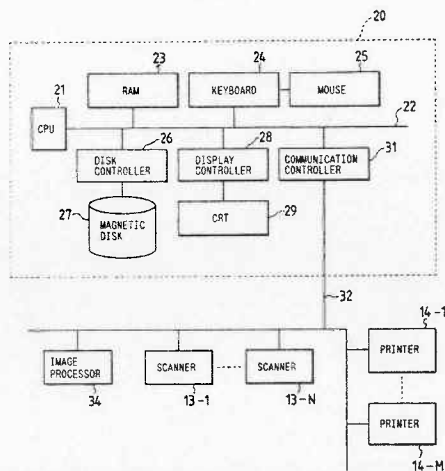 20
23
24
25
21
RAM
KEYBOARD
MOUSE
CPU
22
26
28
31
DISK
CONTROLLER
DISPLAY
CONTROLLER
COMMUNICATION
CONTROLLER
27
29
MAGNETIC
DISK
CRT
32
14-1
IMAGE
PROCESSOR
SCANNER
SCANNER
PRINTER
34
13-1
13-N
PRINTER
14-M